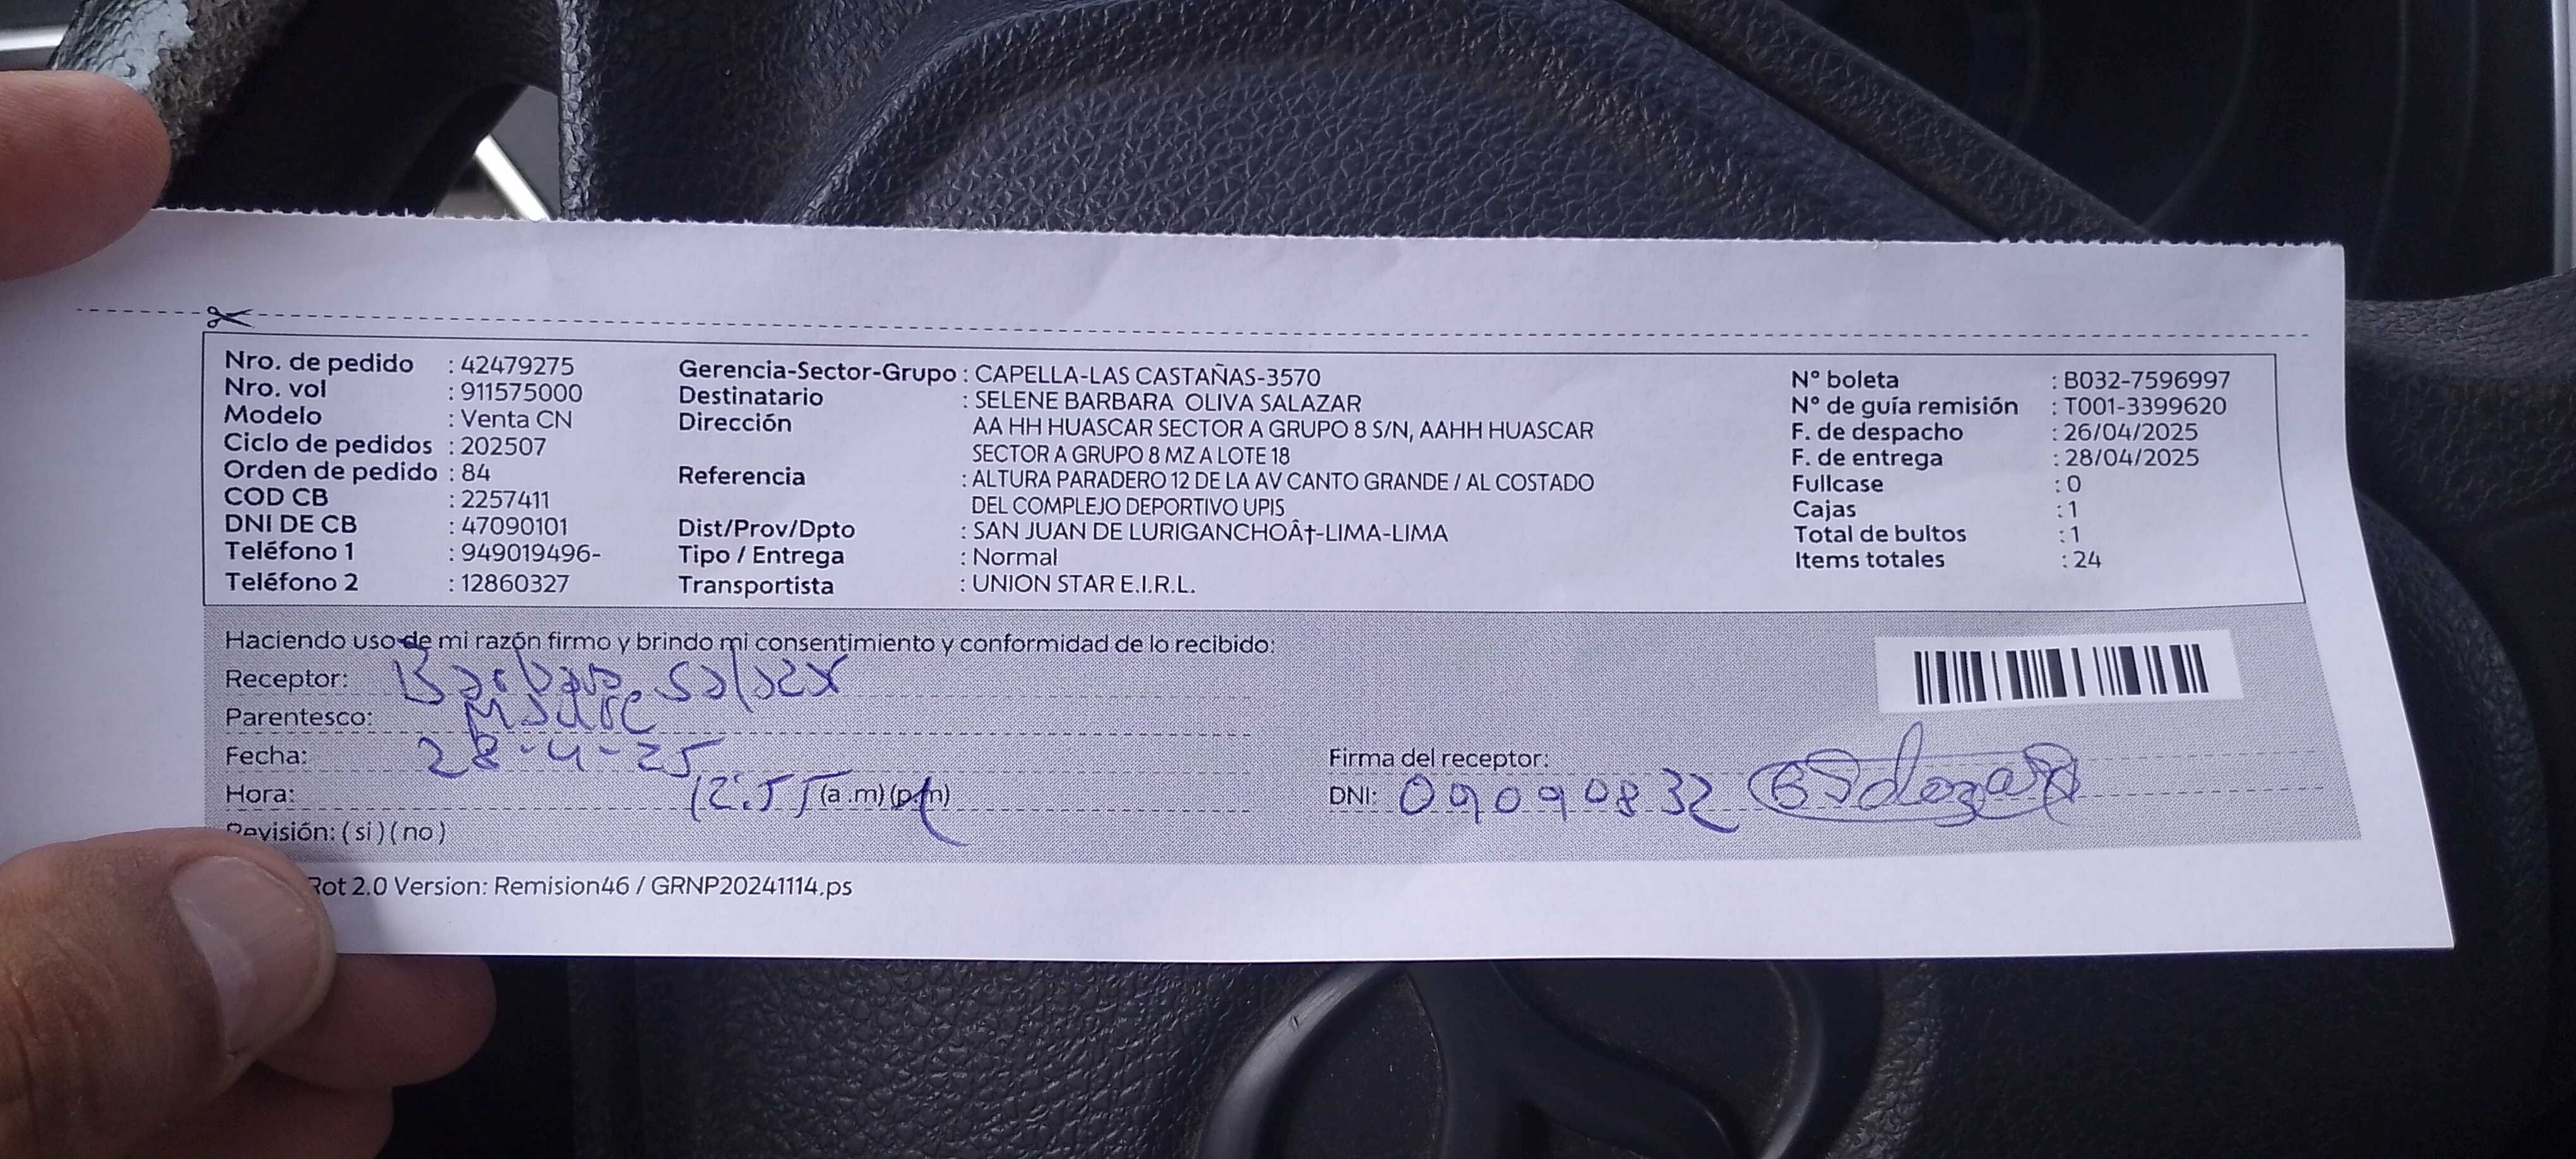 Nro. de pedido : 42479275
Nro. vol : 911575000
Modelo : Venta CN
Ciclo de pedidos : 202507
Orden de pedido : 84
COD CB : 2257411
DNI DE CB : 47090101
Teléfono 1 : 949019496-
Teléfono 2 : 12860327
Gerencia-Sector-Grupo : CAPELLA-LAS CASTAÑAS-3570
Destinatario : SELENE BARBARA OLIVA SALAZAR
Dirección AA HH HUASCAR SECTOR A GRUPO 8 S/N, AAHH HUASCAR
SECTOR A GRUPO 8 MZ A LOTE 18
Referencia : ALTURA PARADERO 12 DE LA AV CANTO GRANDE / AL COSTADO
DEL COMPLEJO DEPORTIVO UPIS
Dist/Prov/Dpto : SAN JUAN DE LURIGANCHOÂ†-LIMA-LIMA
Tipo / Entrega : Normal
Transportista : UNION STAR E.I.R.L.
N° boleta : B032-7596997
N° de guía remisión : T001-3399620
F. de despacho : 26/04/2025
F. de entrega : 28/04/2025
Fullcase : 0
Cajas : 1
Total de bultos : 1
Items totales : 24
Haciendo uso de mi razón firmo y brindo mi consentimiento y conformidad de lo recibido:
Receptor: Barbara Salazar
Parentesco: Madre
Fecha: 28-4-25
Hora: 12:55 (a .m) (p.m)
Revisión: ( si ) ( no )
Firma del receptor: BSalazar
DNI: 09090832
Rot 2.0 Version: Remision46 / GRNP20241114.ps